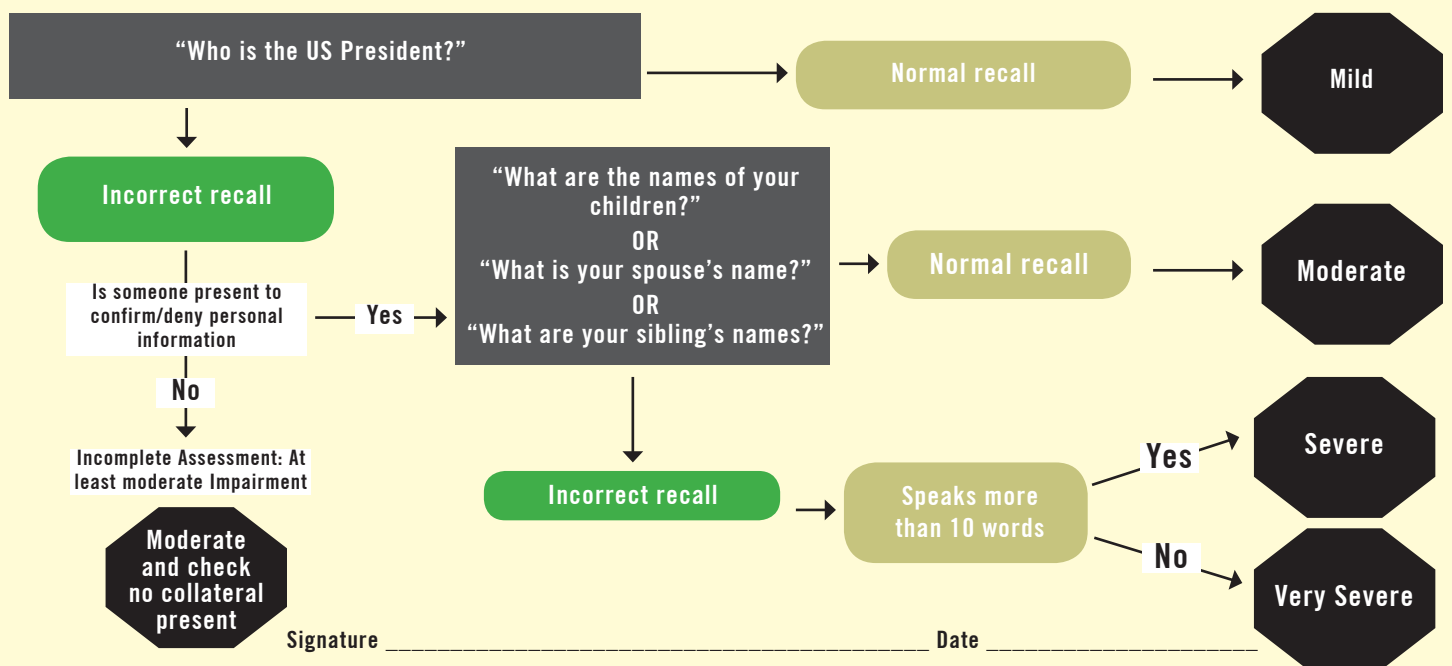 “Who is the US President?”
Normal recall
Mild
Incorrect recall
“What are the names of your
children?”
OR
“What is your spouse’s name?”
OR
“What are your sibling’s names?”
Normal recall
Moderate
Is someone present to
confirm/deny personal
information
Yes
No
Incomplete Assessment: At
least moderate Impairment
Moderate
and check
no collateral
present
Incorrect recall
Speaks more
than 10 words
Yes
Severe
No
Very Severe
Signature __________________________________________ Date _____________________